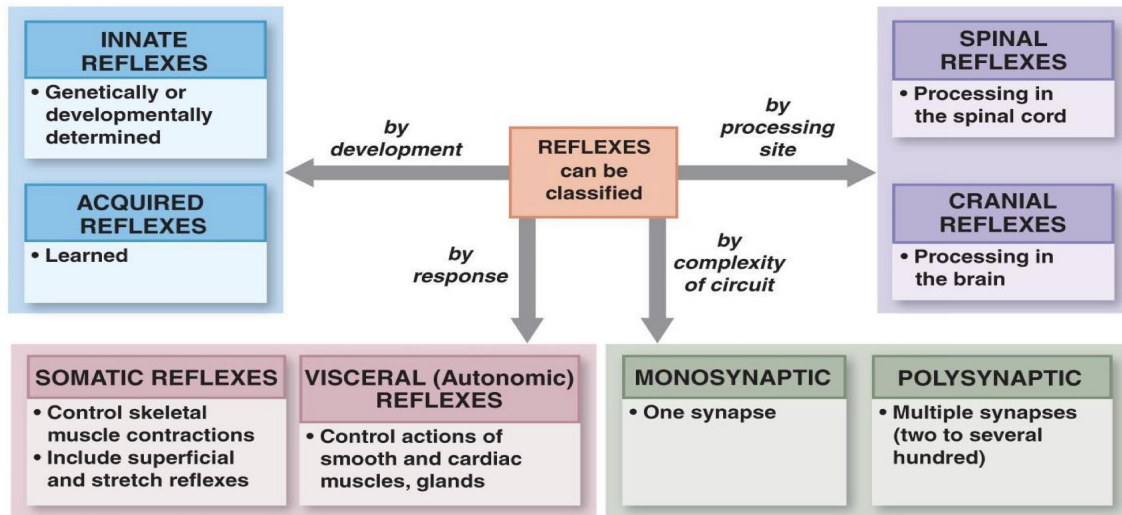 INNATE
REFLEXES
• Genetically or
developmentally
determined
ACQUIRED
REFLEXES
• Learned
by
development
REFLEXES
can be
classified
by
processing
site
SPINAL
REFLEXES
• Processing in
the spinal cord
CRANIAL
REFLEXES
• Processing in
the brain
by
response
by
complexity
of circuit
SOMATIC REFLEXES
• Control skeletal
muscle contractions
• Include superficial
and stretch reflexes
VISCERAL (Autonomic)
REFLEXES
• Control actions of
smooth and cardiac
muscles, glands
MONOSYNAPTIC
• One synapse
POLYSYNAPTIC
• Multiple synapses
(two to several
hundred)